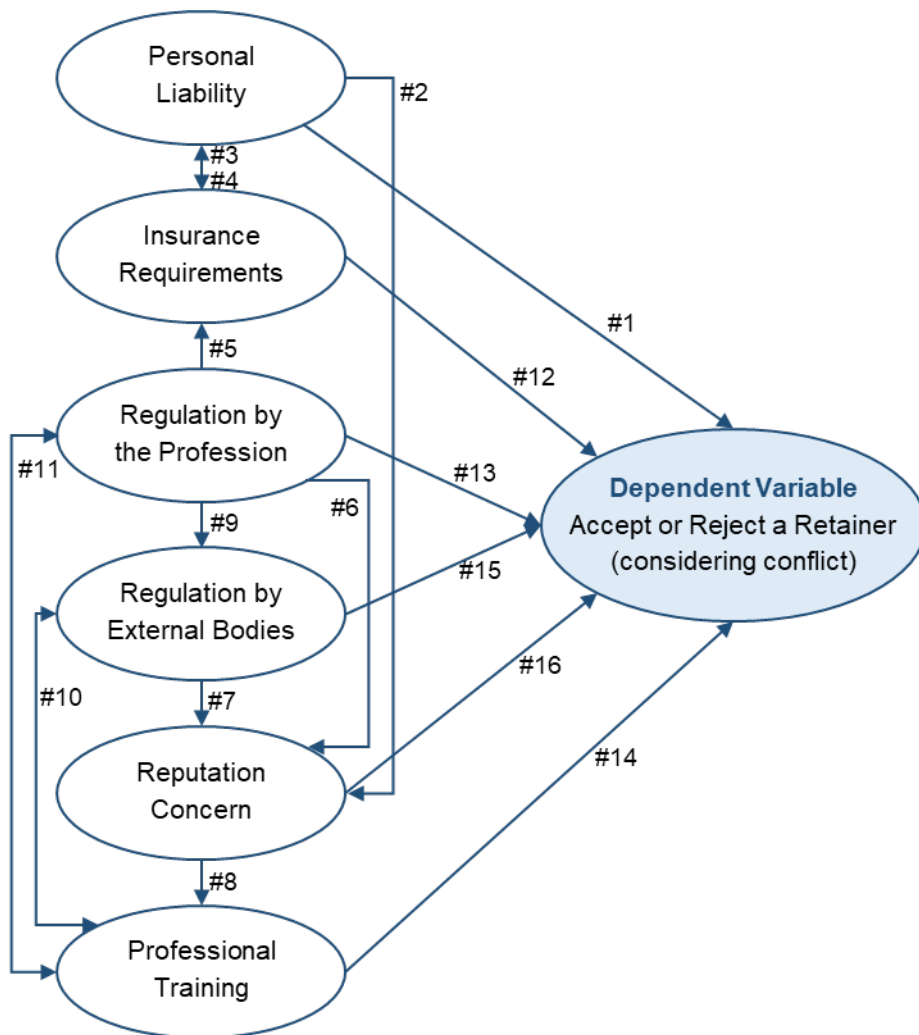 Personal
Liability
#2
#3
#4
Insurance
Requirements
#1
#5
#12
Regulation by
the Profession
#11
#6
#13
Dependent Variable
Accept or Reject a Retainer
(considering conflict)
#9
#15
Regulation by
External Bodies
#10
#7
#16
Reputation
Concern
#14
#8
Professional
Training